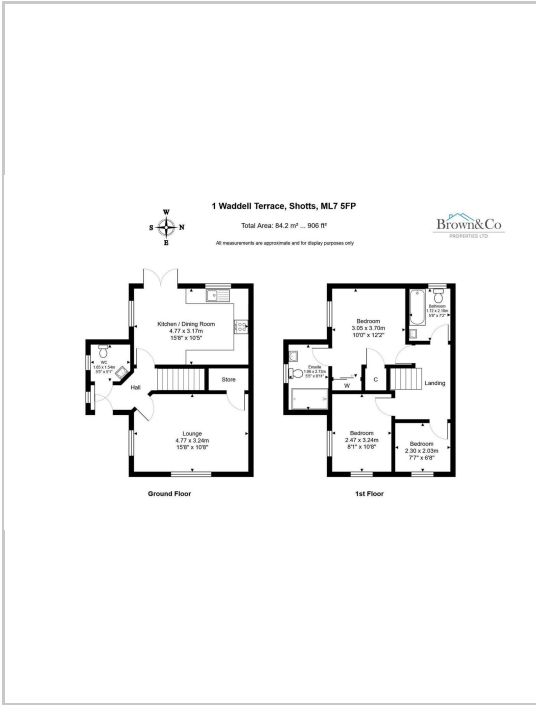 1 Waddell Terrace, Shotts, ML7 5FP
Total Area: 84.2 m² ... 906 ft²
All measurements are approximate and for display purposes only
W
S
N
E
Brown&Co
PROPERTIES LTD
Kitchen / Dining Room
4.77 x 3.17m
15'8" x 10'5"
WC
Hall
Store
Lounge
4.77 x 3.24m
15'8" x 10'8"
Ground Floor
Bedroom
3.05 x 3.70m
10'0" x 12'2"
Bathroom
Ensuite
W
C
Landing
Bedroom
2.47 x 3.24m
8'1" x 10'8"
Bedroom
2.30 x 2.03m
7'7" x 6'8"
1st Floor